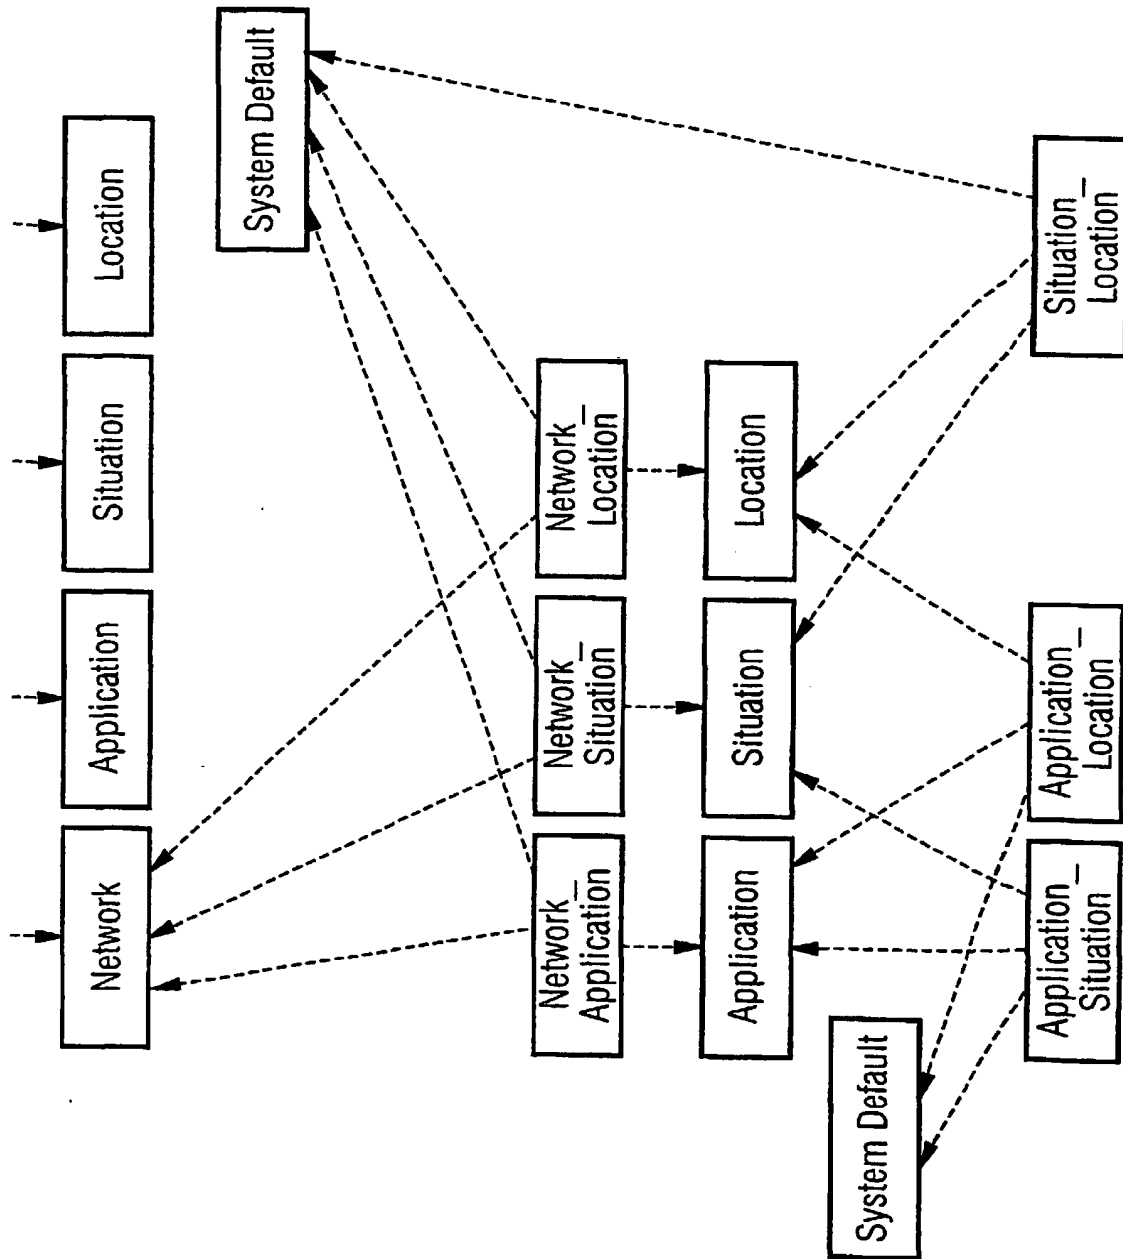 Network
Application
Situation
Location
System Default
Network_
Application
Network_
Situation
Network_
Location
Application
Situation
Location
System Default
Application_
Situation
Application_
Location
Situation_
Location